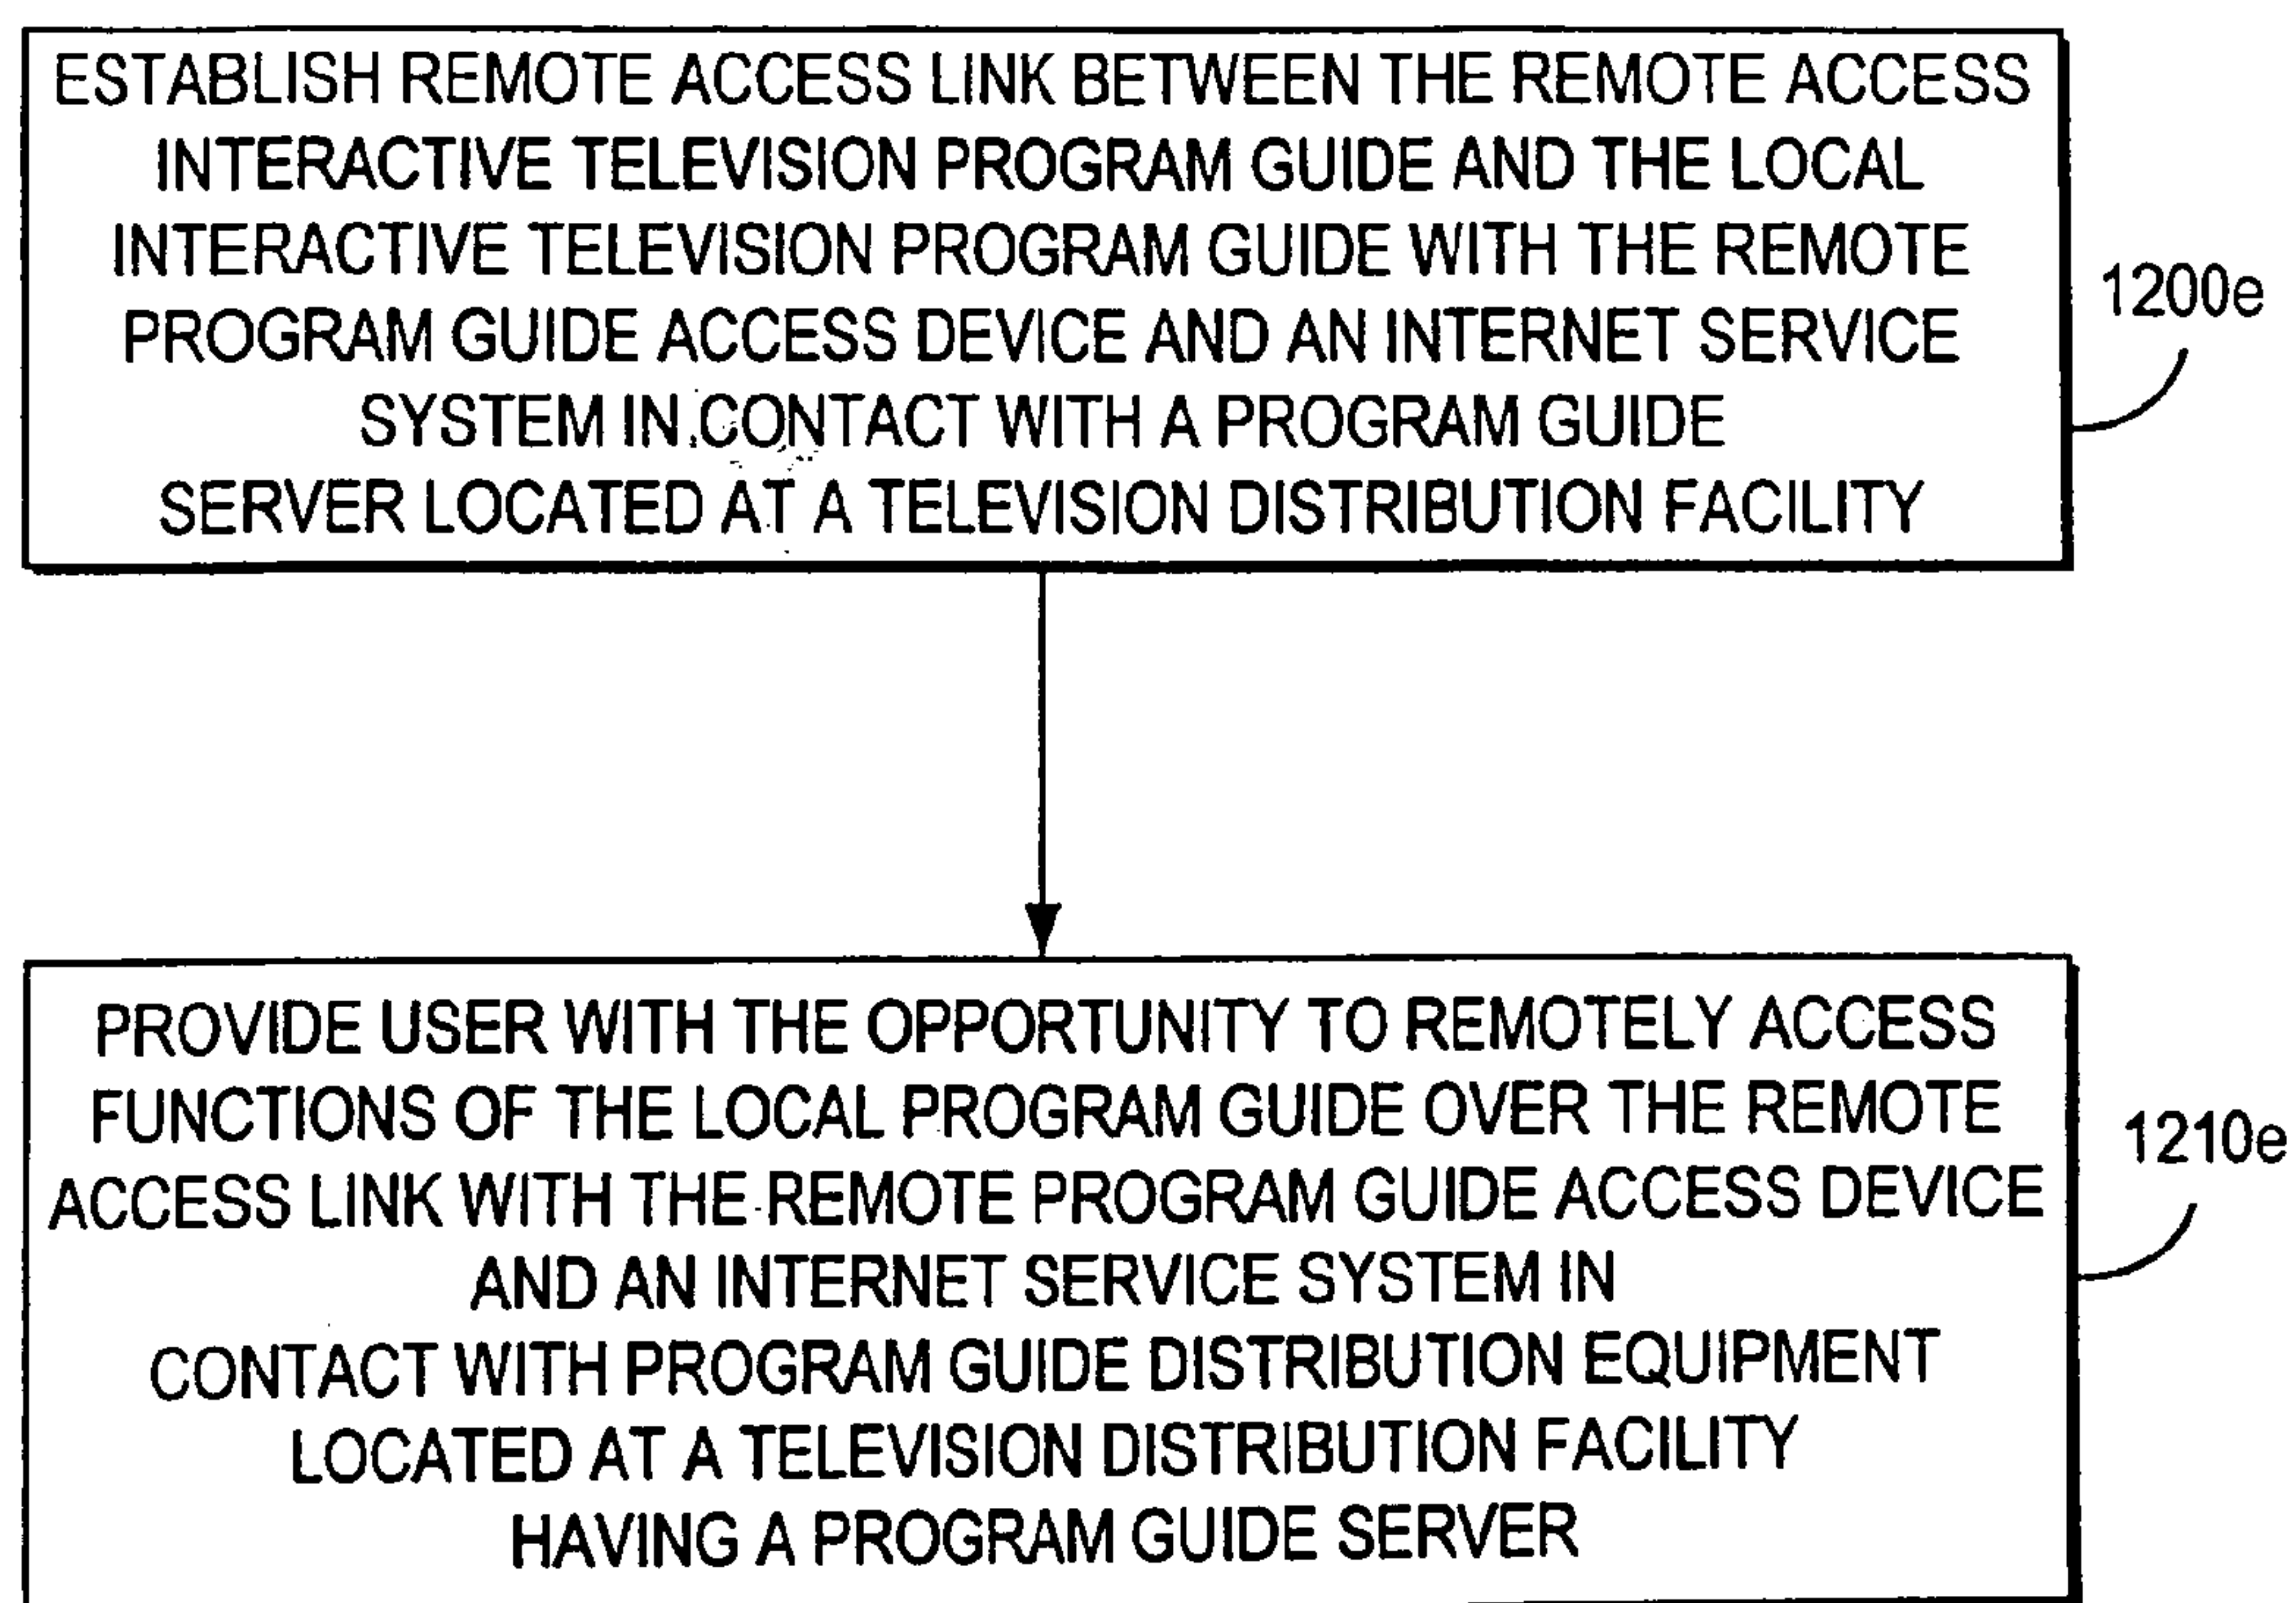 ESTABLISH REMOTE ACCESS LINK BETWEEN THE REMOTE ACCESS
INTERACTIVE TELEVISION PROGRAM GUIDE AND THE LOCAL
INTERACTIVE TELEVISION PROGRAM GUIDE WITH THE REMOTE
PROGRAM GUIDE ACCESS DEVICE AND AN INTERNET SERVICE
SYSTEM IN CONTACT WITH A PROGRAM GUIDE
SERVER LOCATED AT A TELEVISION DISTRIBUTION FACILITY
1200e
PROVIDE USER WITH THE OPPORTUNITY TO REMOTELY ACCESS
FUNCTIONS OF THE LOCAL PROGRAM GUIDE OVER THE REMOTE
ACCESS LINK WITH THE REMOTE PROGRAM GUIDE ACCESS DEVICE
AND AN INTERNET SERVICE SYSTEM IN
CONTACT WITH PROGRAM GUIDE DISTRIBUTION EQUIPMENT
LOCATED AT A TELEVISION DISTRIBUTION FACILITY
HAVING A PROGRAM GUIDE SERVER
1210e